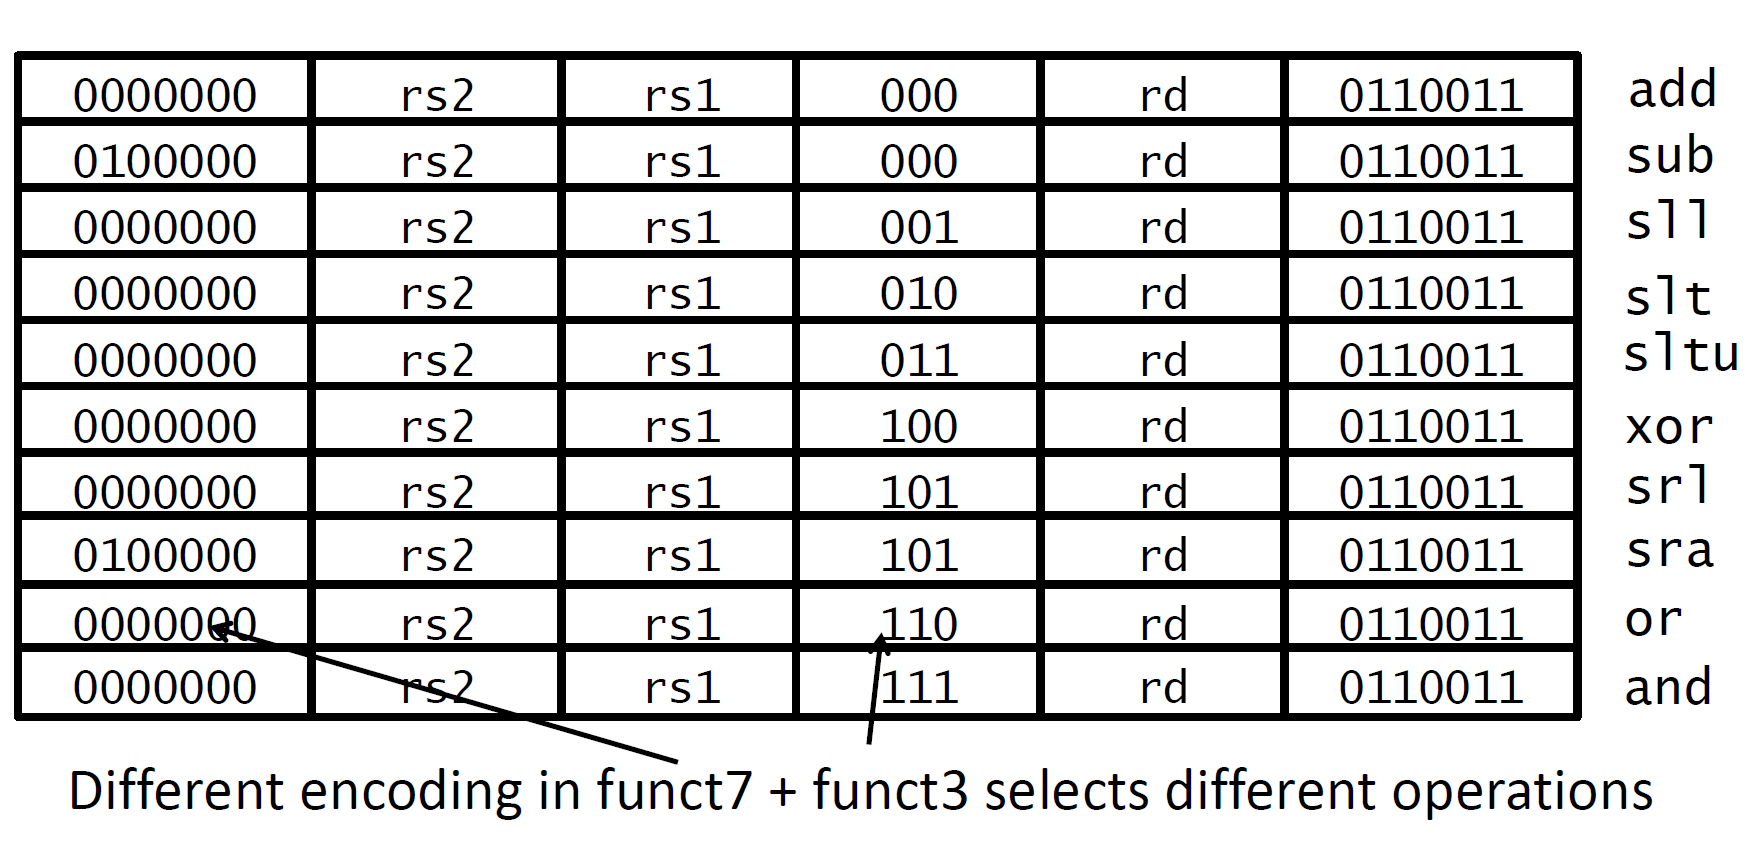 0000000 rs2 rs1 000 rd 0110011 add
0100000 rs2 rs1 000 rd 0110011 sub
0000000 rs2 rs1 001 rd 0110011 sll
0000000 rs2 rs1 010 rd 0110011 slt
0000000 rs2 rs1 011 rd 0110011 sltu
0000000 rs2 rs1 100 rd 0110011 xor
0000000 rs2 rs1 101 rd 0110011 srl
0100000 rs2 rs1 101 rd 0110011 sra
0000000 rs2 rs1 110 rd 0110011 or
0000000 rs2 rs1 111 rd 0110011 and
Different encoding in funct7 + funct3 selects different operations